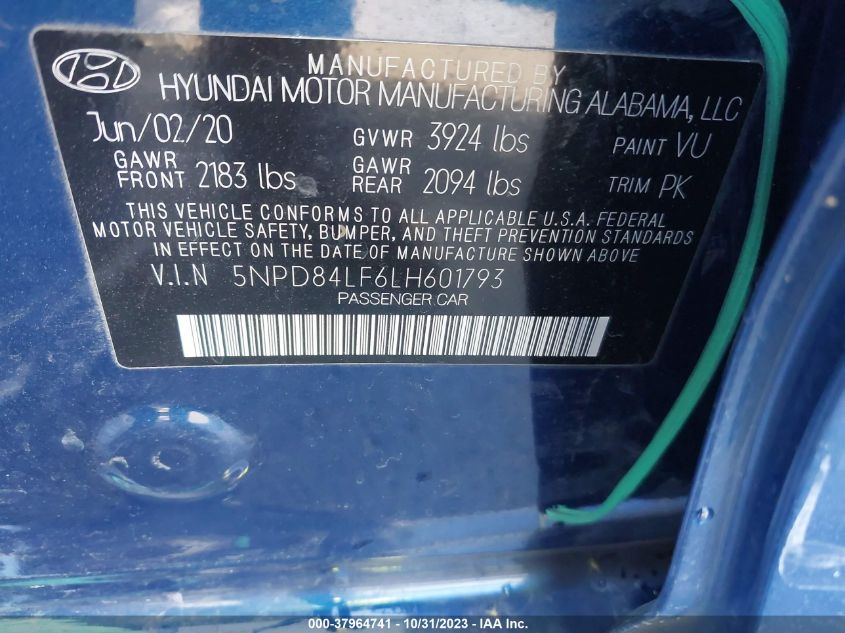 MANUFACTURED BY
HYUNDAI MOTOR MANUFACTURING ALABAMA, LLC
Jun/02/20 GVWR 3924 lbs PAINT VU
GAWR FRONT 2183 lbs GAWR REAR 2094 lbs TRIM PK
THIS VEHICLE CONFORMS TO ALL APPLICABLE U.S.A. FEDERAL
MOTOR VEHICLE SAFETY, BUMPER, AND THEFT PREVENTION STANDARDS
IN EFFECT ON THE DATE OF MANUFACTURE SHOWN ABOVE.
V.I.N 5NPD84LF6LH601793
PASSENGER CAR
000-37964741 - 10/31/2023 - IAA Inc.